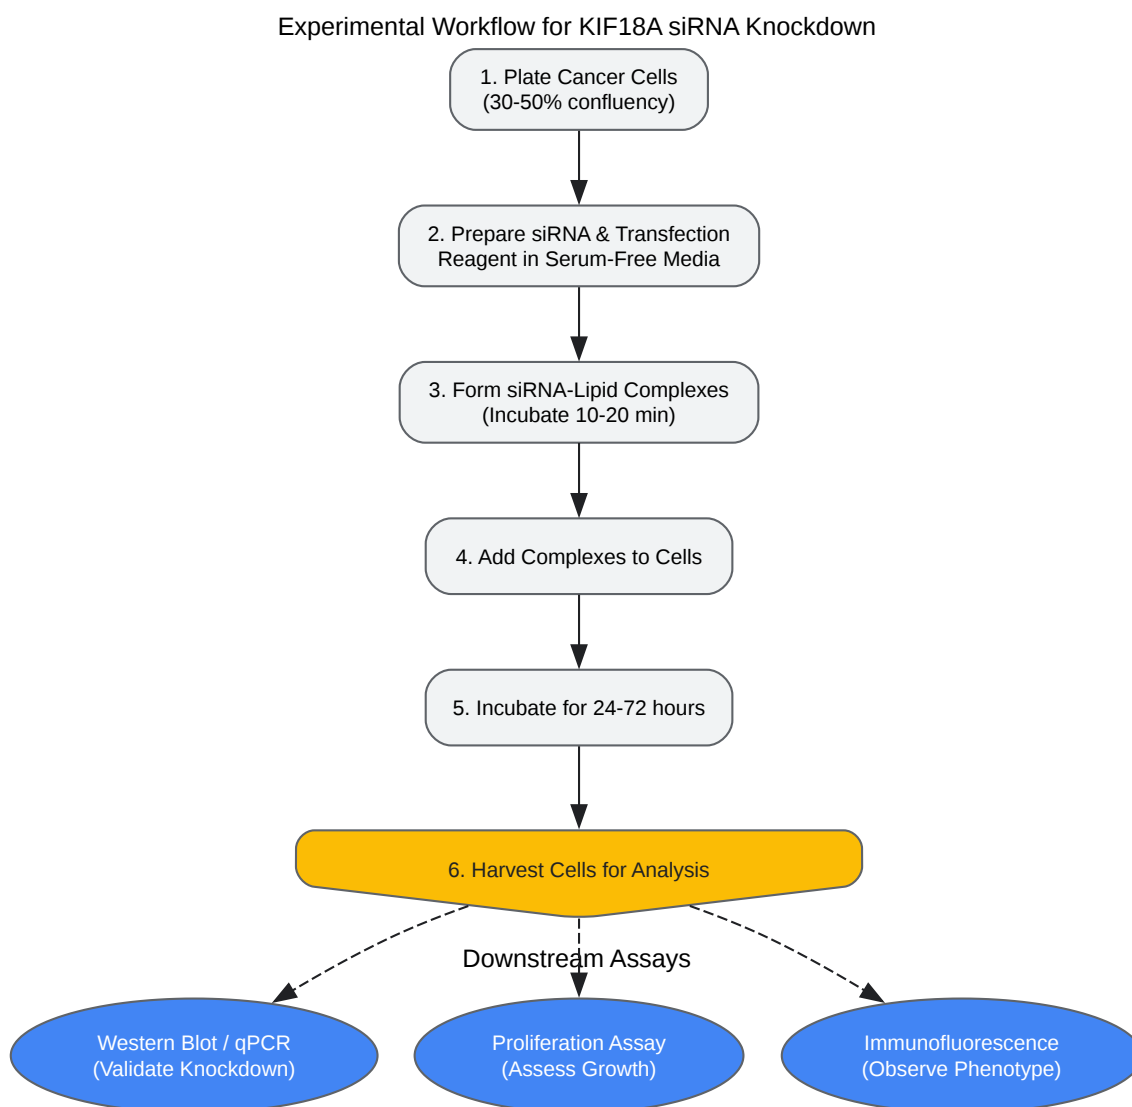 Experimental Workflow for KIF18A siRNA Knockdown
1. Plate Cancer Cells
(30-50% confluency)
2. Prepare siRNA & Transfection
Reagent in Serum-Free Media
3. Form siRNA-Lipid Complexes
(Incubate 10-20 min)
4. Add Complexes to Cells
5. Incubate for 24-72 hours
6. Harvest Cells for Analysis
Downstream Assays
Western Blot / qPCR
(Validate Knockdown)
Proliferation Assay
(Assess Growth)
Immunofluorescence
(Observe Phenotype)